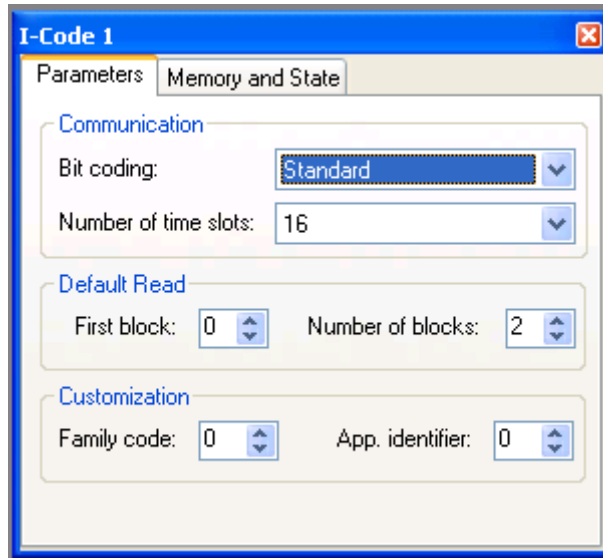 I-Code 1
Parameters Memory and State
Communication
Bit coding: Standard
Number of time slots: 16
Default Read
First block: 0 Number of blocks: 2
Customization
Family code: 0 App. identifier: 0